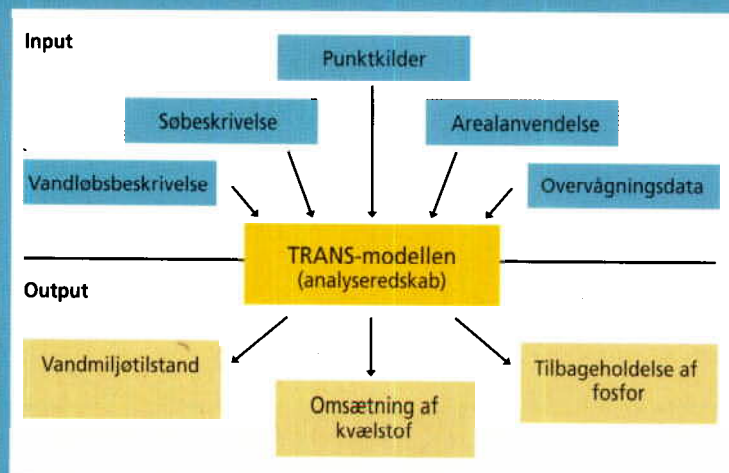 Input
Punktkilder
Søbeskrivelse
Arealanvendelse
Vandløbsbeskrivelse
Overvågningsdata
TRANS-modellen
(analyseredskab)
Output
Vandmiljøtilstand
Omsætning af
kvælstof
Tilbageholdelse af
fosfor